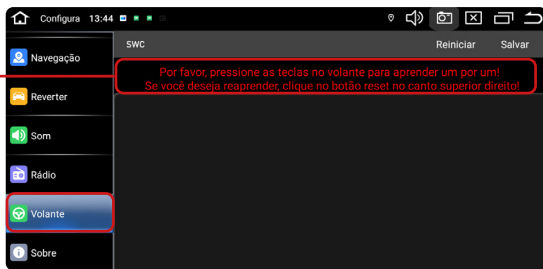 Configura 13:44
SWC Reiniciar Salvar
Navegação
Por favor, pressione as teclas no volante para aprender um por um!
Se você deseja reaprender, clique no botão reset no canto superior direito!
Reverter
Som
Rádio
Volante
Sobre